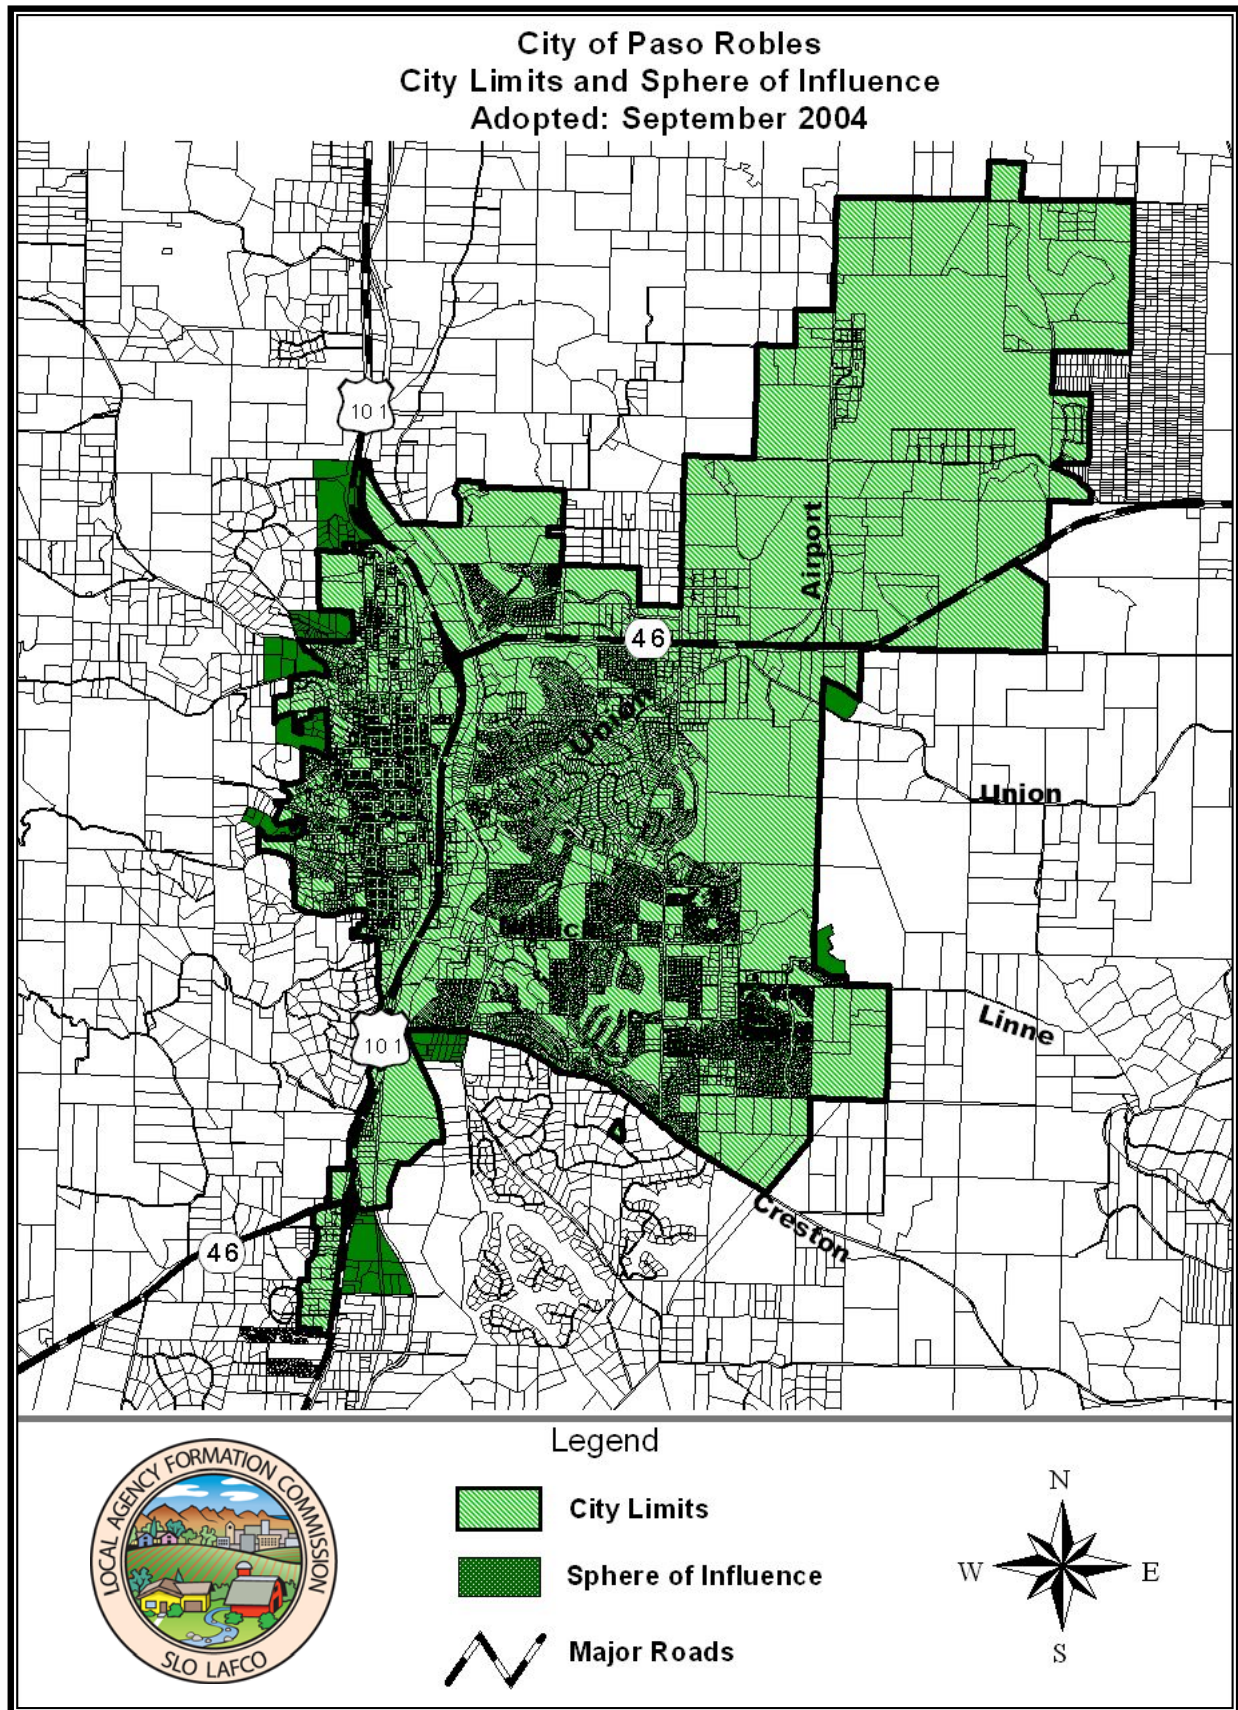 City of Paso Robles
City Limits and Sphere of Influence
Adopted: September 2004
101
Airport
46
Union
Union
Linne
101
Creston
46
Legend
City Limits
Sphere of Influence
Major Roads
LOCAL AGENCY FORMATION COMMISSION
SLO LAFCO
N
W
E
S